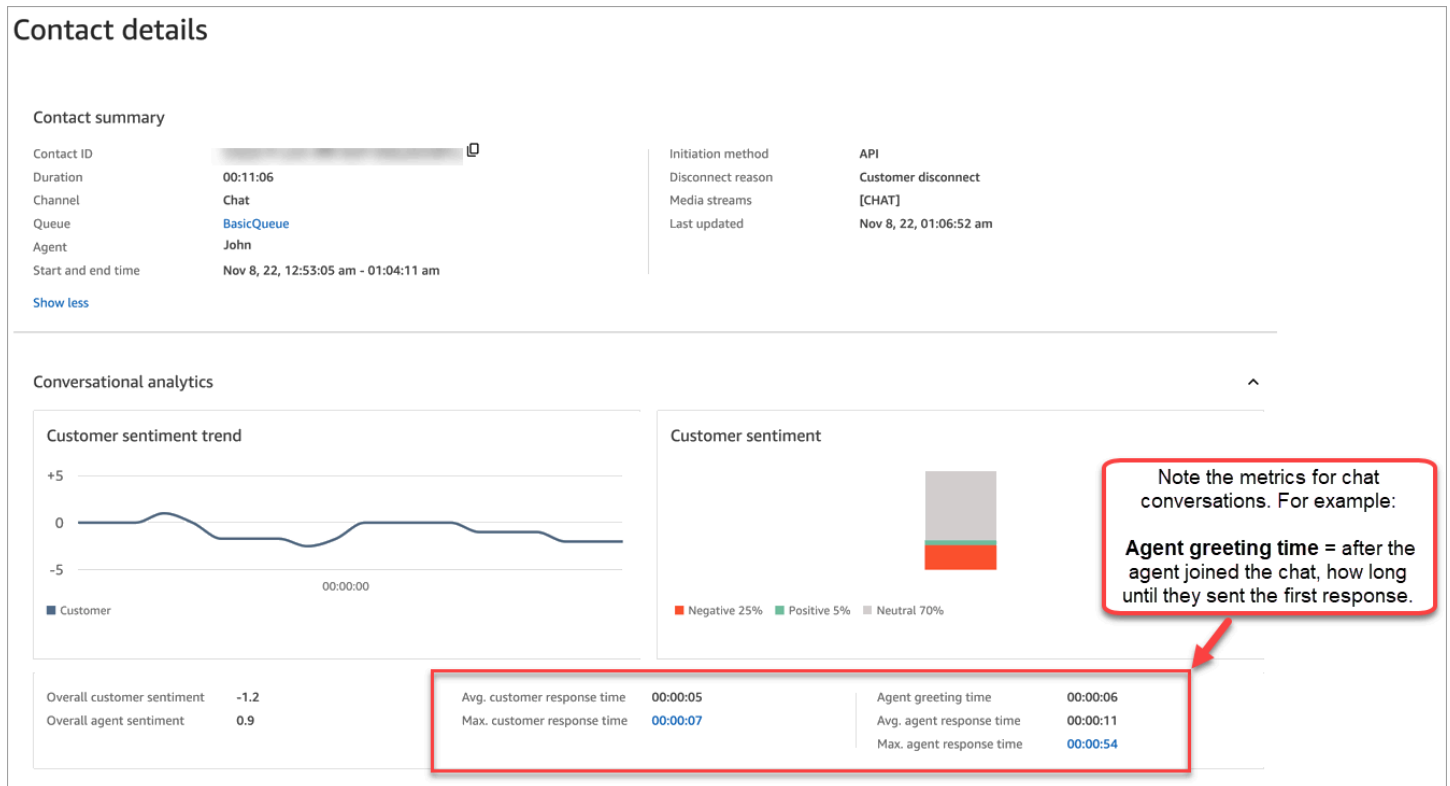 Contact details
Contact summary
Contact ID
Duration 00:11:06
Channel Chat
Queue BasicQueue
Agent John
Start and end time Nov 8, 22, 12:53:05 am - 01:04:11 am
Show less
Initiation method API
Disconnect reason Customer disconnect
Media streams [CHAT]
Last updated Nov 8, 22, 01:06:52 am
Conversational analytics
Customer sentiment trend
+5
0
-5
00:00:00
Customer
Customer sentiment
Negative 25% Positive 5% Neutral 70%
Note the metrics for chat
conversations. For example:
Agent greeting time = after the
agent joined the chat, how long
until they sent the first response.
Overall customer sentiment -1.2
Overall agent sentiment 0.9
Avg. customer response time 00:00:05
Max. customer response time 00:00:07
Agent greeting time 00:00:06
Avg. agent response time 00:00:11
Max. agent response time 00:00:54